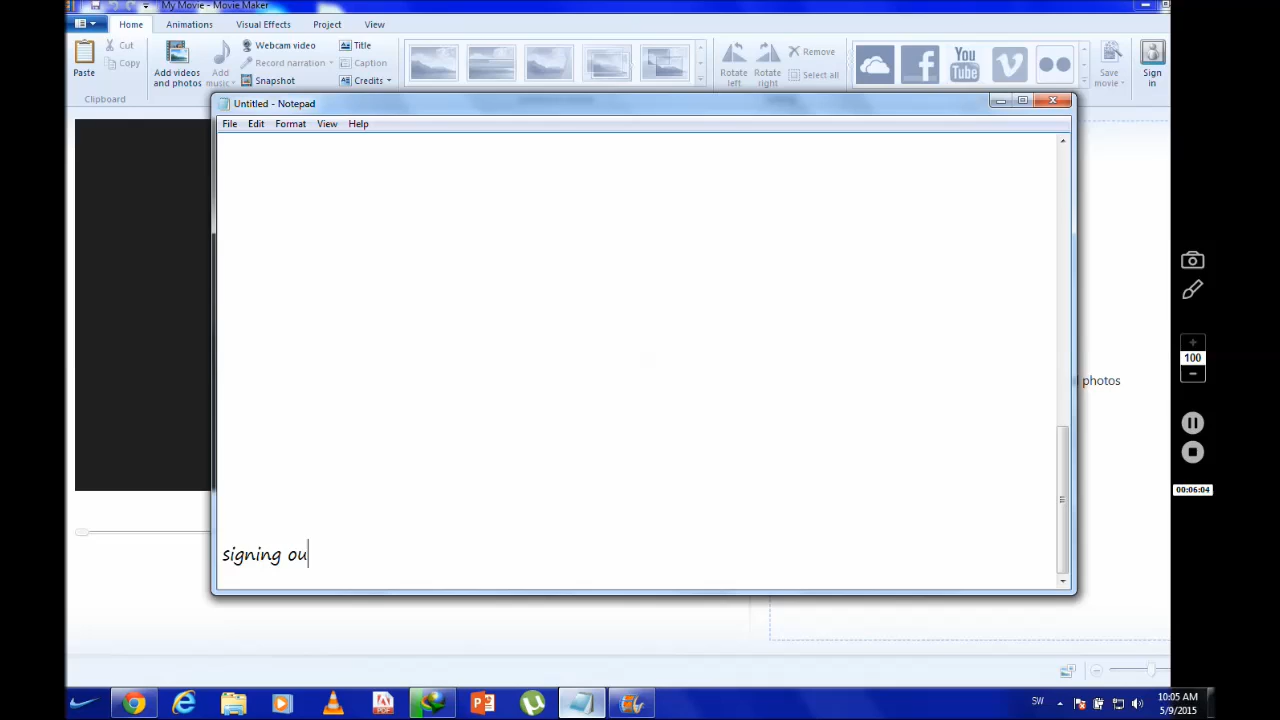 My Movie - Movie Maker
Home Animations Visual Effects Project View
Paste
Cut
Copy
Clipboard
Add videos and photos
Add music
Webcam video
Record narration
Snapshot
Title
Caption
Credits
Rotate left
Rotate right
Remove
Select all
You Tube
Save movie
Sign in
Untitled - Notepad
File Edit Format View Help
100
photos
00:06:04
signing ou
SW
10:05 AM
5/9/2015